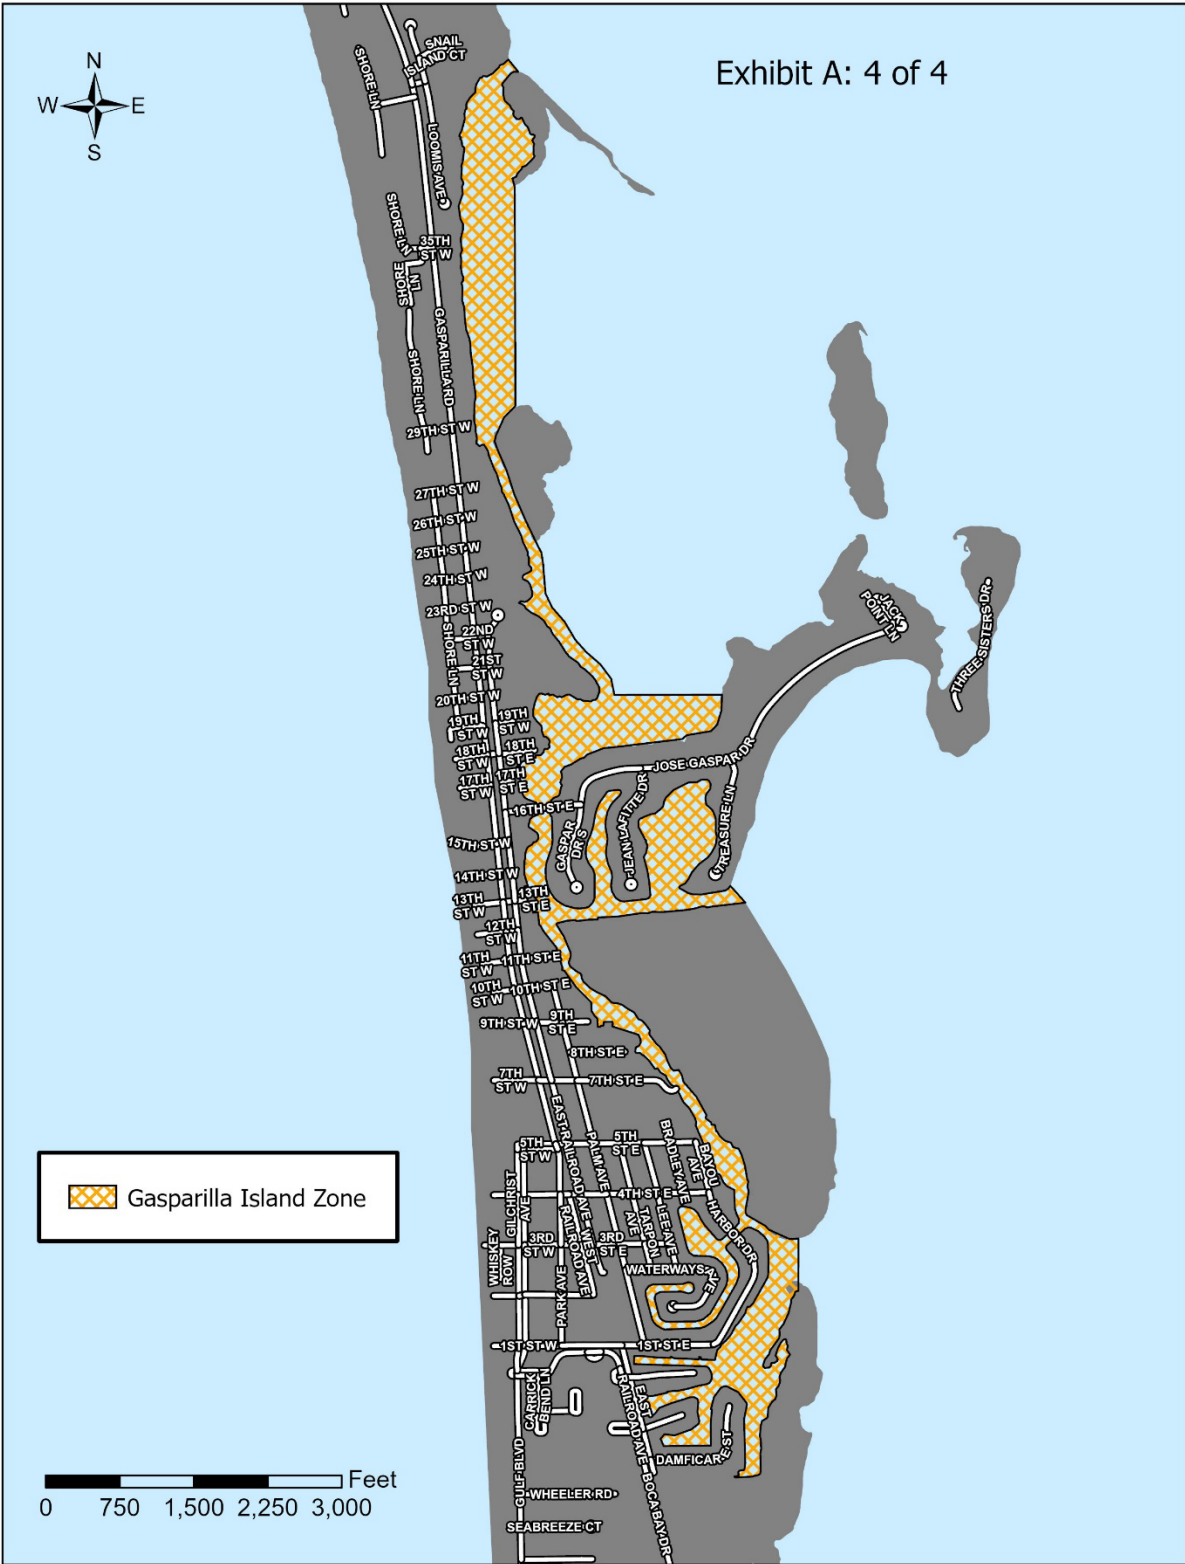 Exhibit A: 4 of 4
N
W E
S
SNAIL
ISLAND CT
SHORE LN
LOOMIS AVE
SHORE LN
35TH
ST W
SHORE
LN
GASPARILLA RD
SHORE LN
29TH ST W
27TH ST W
26TH ST W
25TH ST W
24TH ST W
23RD ST W
22ND
ST W
SHORE LN
21ST
ST W
20TH ST W
19TH
ST W
19TH
ST W
18TH
ST W
18TH
ST E
17TH
ST W
17TH
ST E
16TH ST E
JACK
POINT LN
THREE SISTERS DR
JOSE GASPAR DR
GASPAR
DR S
JEAN LAFITTE DR
TREASURE LN
15TH ST W
14TH ST W
13TH
ST W
13TH
ST E
12TH
ST W
11TH
ST W
11TH ST E
10TH
ST W
10TH ST E
9TH ST W
9TH
ST E
8TH ST E
7TH
ST W
7TH ST E
EAST RAILROAD AVE
PALM AVE
5TH
ST W
5TH
ST E
BRADLEY AVE
BAYOU
AVE
GILCHRIST
AVE
4TH ST E
WEST
RAILROAD AVE
TARPON
AVE
LEE AVE
HARBOR DR
WHISKEY
ROW
3RD
ST W
3RD
ST E
PARK AVE
WATERWAYS AVE
1ST ST W
1ST ST E
CARRICK
BEND LN
EAST
RAILROAD AVE
DAMFICARE ST
GULF BLVD
BOCA BAY DR
WHEELER RD
SEABREEZE CT
Gasparilla Island Zone
Feet
0 750 1,500 2,250 3,000